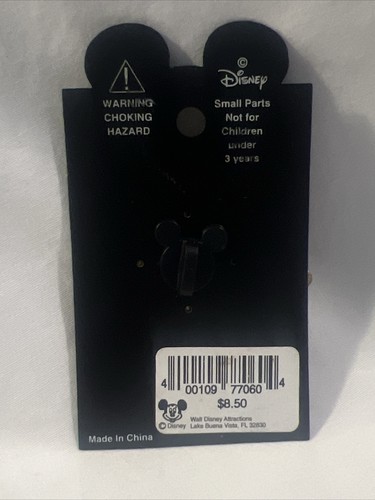 WARNING
CHOKING
HAZARD
©
Disney
Small Parts
Not for
Children
under
3 years
4 00109 77060 4
$8.50
© Disney
Walt Disney Attractions
Lake Buena Vista, FL 32830
Made In China